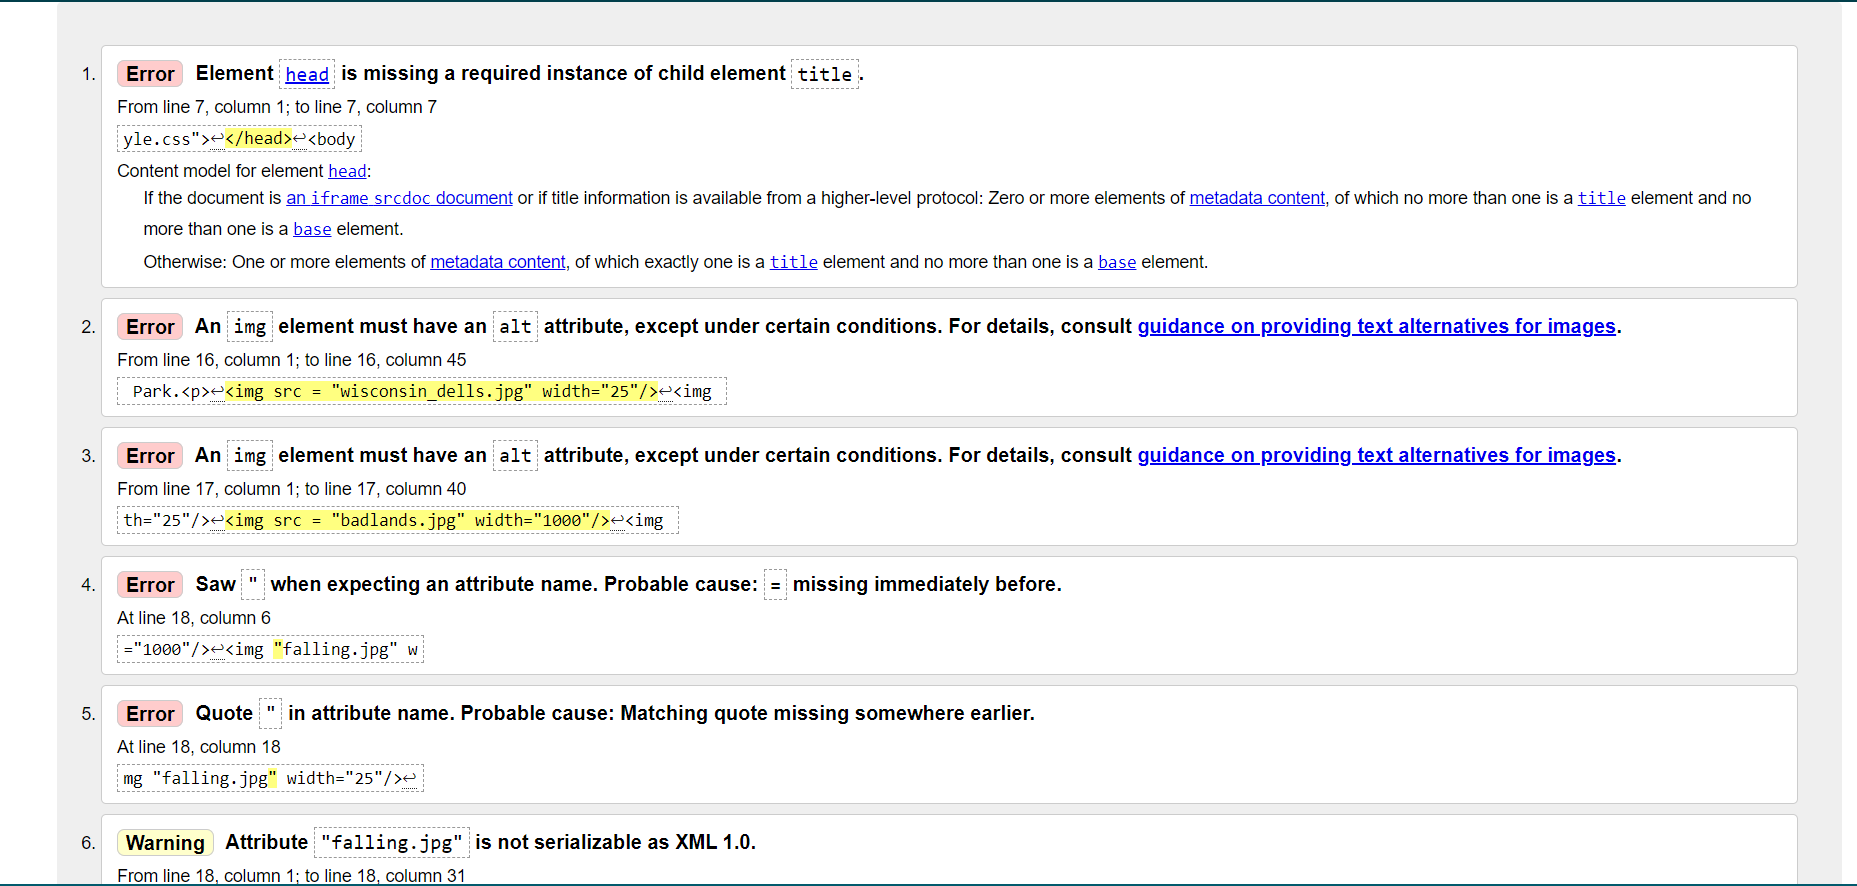 1. Error Element head is missing a required instance of child element title.
From line 7, column 1; to line 7, column 7
yle.css">↩</head>↩<body
Content model for element head:
If the document is an iframe srcdoc document or if title information is available from a higher-level protocol: Zero or more elements of metadata content, of which no more than one is a title element and no
more than one is a base element.
Otherwise: One or more elements of metadata content, of which exactly one is a title element and no more than one is a base element.
2. Error An img element must have an alt attribute, except under certain conditions. For details, consult guidance on providing text alternatives for images.
From line 16, column 1; to line 16, column 45
Park.<p>↩<img src = "wisconsin_dells.jpg" width="25"/>↩<img
3. Error An img element must have an alt attribute, except under certain conditions. For details, consult guidance on providing text alternatives for images.
From line 17, column 1; to line 17, column 40
th="25"/>↩<img src = "badlands.jpg" width="1000"/>↩<img
4. Error Saw " when expecting an attribute name. Probable cause: = missing immediately before.
At line 18, column 6
="1000"/>↩<img "falling.jpg" w
5. Error Quote " in attribute name. Probable cause: Matching quote missing somewhere earlier.
At line 18, column 18
mg "falling.jpg" width="25"/>↩
6. Warning Attribute "falling.jpg" is not serializable as XML 1.0.
From line 18, column 1; to line 18, column 31